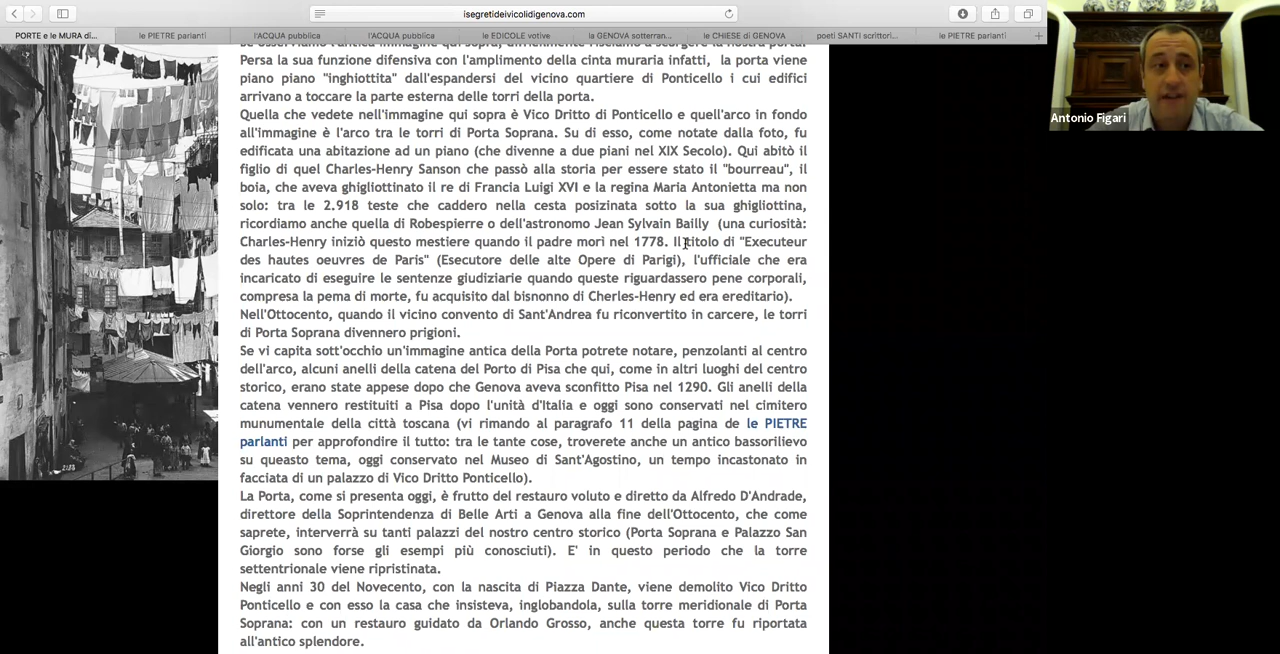 isegretideivicolidigenova.com
PORTE e le MURA di...
le PIETRE parlanti
l'ACQUA pubblica
l'ACQUA pubblica
le EDICOLE votive
la GENOVA sotterran...
le CHIESE di GENOVA
poeti SANTI scrittori...
le PIETRE parlanti
Antonio Figari
Persa la sua funzione difensiva con l'amplimento della cinta muraria infatti, la porta viene
piano piano "inghiottita" dall'espandersi del vicino quartiere di Ponticello i cui edifici
arrivano a toccare la parte esterna delle torri della porta.
Quella che vedete nell'immagine qui sopra è Vico Dritto di Ponticello e quell'arco in fondo
all'immagine è l'arco tra le torri di Porta Soprana. Su di esso, come notate dalla foto, fu
edificata una abitazione ad un piano (che divenne a due piani nel XIX Secolo). Qui abitò il
figlio di quel Charles-Henry Sanson che passò alla storia per essere stato il "bourreau", il
boia, che aveva ghigliottinato il re di Francia Luigi XVI e la regina Maria Antonietta ma non
solo: tra le 2.918 teste che caddero nella cesta posizinata sotto la sua ghigliottina,
ricordiamo anche quella di Robespierre o dell'astronomo Jean Sylvain Bailly (una curiosità:
Charles-Henry iniziò questo mestiere quando il padre morì nel 1778. Il titolo di "Executeur
des hautes oeuvres de Paris" (Esecutore delle alte Opere di Parigi), l'ufficiale che era
incaricato di eseguire le sentenze giudiziarie quando queste riguardassero pene corporali,
compresa la pema di morte, fu acquisito dal bisnonno di Cherles-Henry ed era ereditario).
Nell'Ottocento, quando il vicino convento di Sant'Andrea fu riconvertito in carcere, le torri
di Porta Soprana divennero prigioni.
Se vi capita sott'occhio un'immagine antica della Porta potrete notare, penzolanti al centro
dell'arco, alcuni anelli della catena del Porto di Pisa che qui, come in altri luoghi del centro
storico, erano state appese dopo che Genova aveva sconfitto Pisa nel 1290. Gli anelli della
catena vennero restituiti a Pisa dopo l'unità d'Italia e oggi sono conservati nel cimitero
munumentale della città toscana (vi rimando al paragrafo 11 della pagina de le PIETRE
parlanti per approfondire il tutto: tra le tante cose, troverete anche un antico bassorilievo
su queasto tema, oggi conservato nel Museo di Sant'Agostino, un tempo incastonato in
facciata di un palazzo di Vico Dritto Ponticello).
La Porta, come si presenta oggi, è frutto del restauro voluto e diretto da Alfredo D'Andrade,
direttore della Soprintendenza di Belle Arti a Genova alla fine dell'Ottocento, che come
saprete, interverrà su tanti palazzi del nostro centro storico (Porta Soprana e Palazzo San
Giorgio sono forse gli esempi più conosciuti). E' in questo periodo che la torre
settentrionale viene ripristinata.
Negli anni 30 del Novecento, con la nascita di Piazza Dante, viene demolito Vico Dritto
Ponticello e con esso la casa che insisteva, inglobandola, sulla torre meridionale di Porta
Soprana: con un restauro guidato da Orlando Grosso, anche questa torre fu riportata
all'antico splendore.